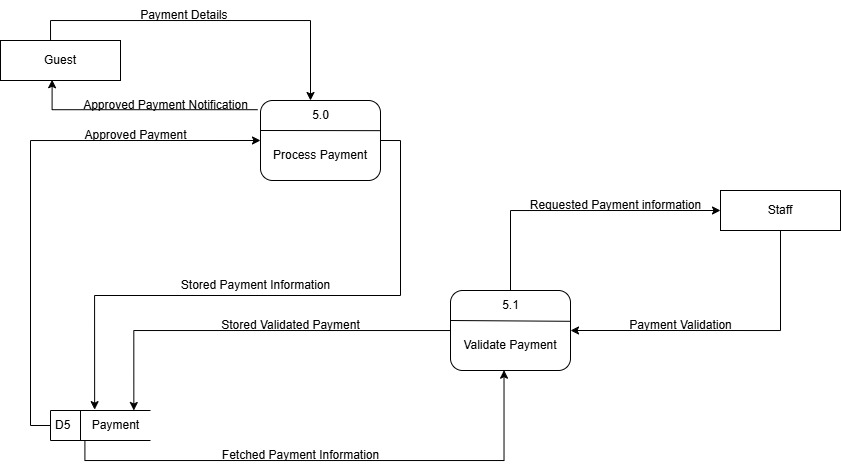 Payment Details
Guest
Approved Payment Notification
5.0
Approved Payment
Process Payment
Requested Payment information
Staff
Stored Payment Information
5.1
Stored Validated Payment
Payment Validation
Validate Payment
D5
Payment
Fetched Payment Information